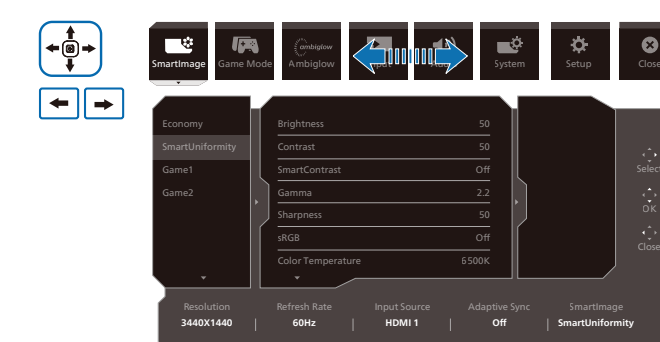 SmartImage Game Mode ambiglow Ambiglow System Setup Close
Economy
SmartUniformity
Game1
Game2
Brightness 50
Contrast 50
SmartContrast Off
Gamma 2.2
Sharpness 50
sRGB Off
Color Temperature 6500K
Select
OK
Close
Resolution Refresh Rate Input Source Adaptive Sync SmartImage
3440X1440 | 60Hz | HDMI 1 | Off | SmartUniformity